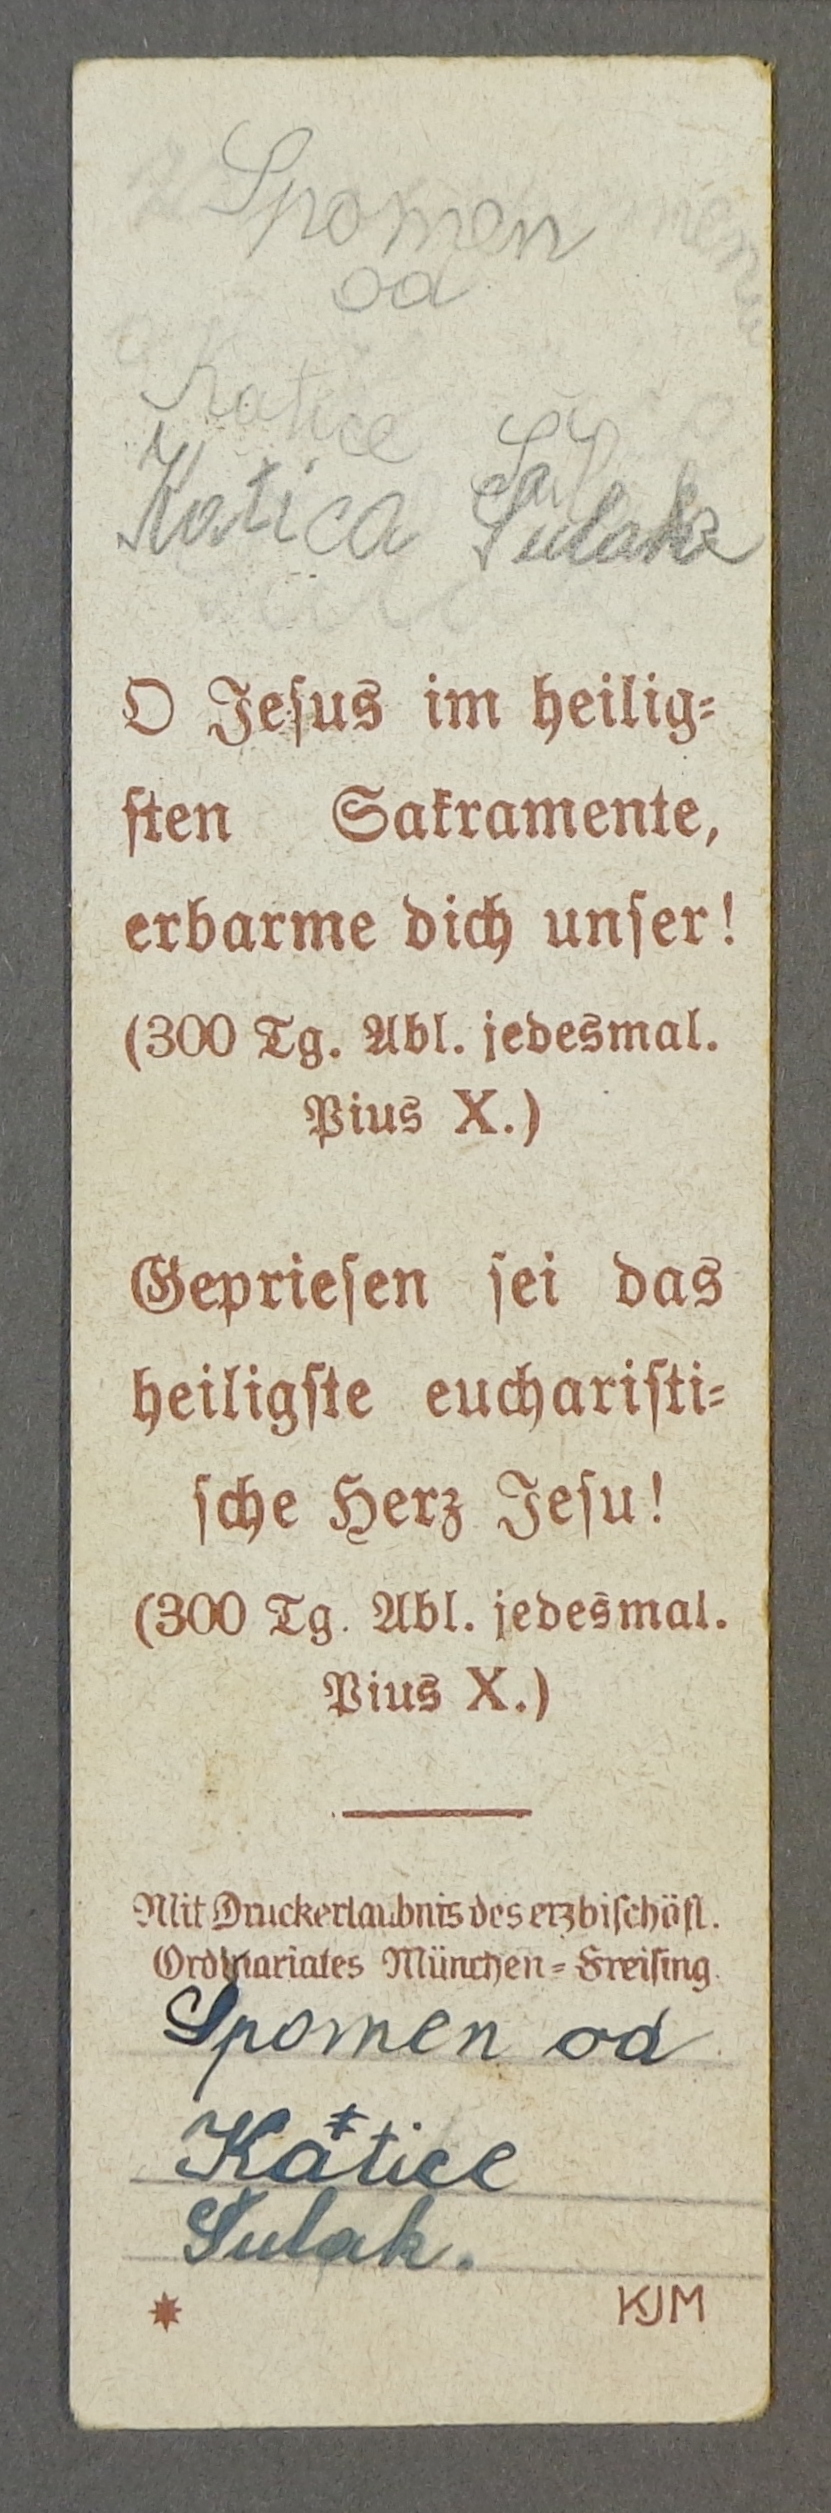 Spomen
od
Katice
Katica Sulak
O Jeſus im heilig⸗
ſten Sakramente,
erbarme dich unſer!
(300 Tg. Abl. jedesmal.
Pius X.)
Geprieſen ſei das
heiligſte euchariſti⸗
ſche Herz Jeſu!
(300 Tg. Abl. jedesmal.
Pius X.)
Mit Druckerlaubnis des erzbiſchöfl.
Ordinariates München⸗Freiſing.
Spomen od
Katice
Sulak.
KJM